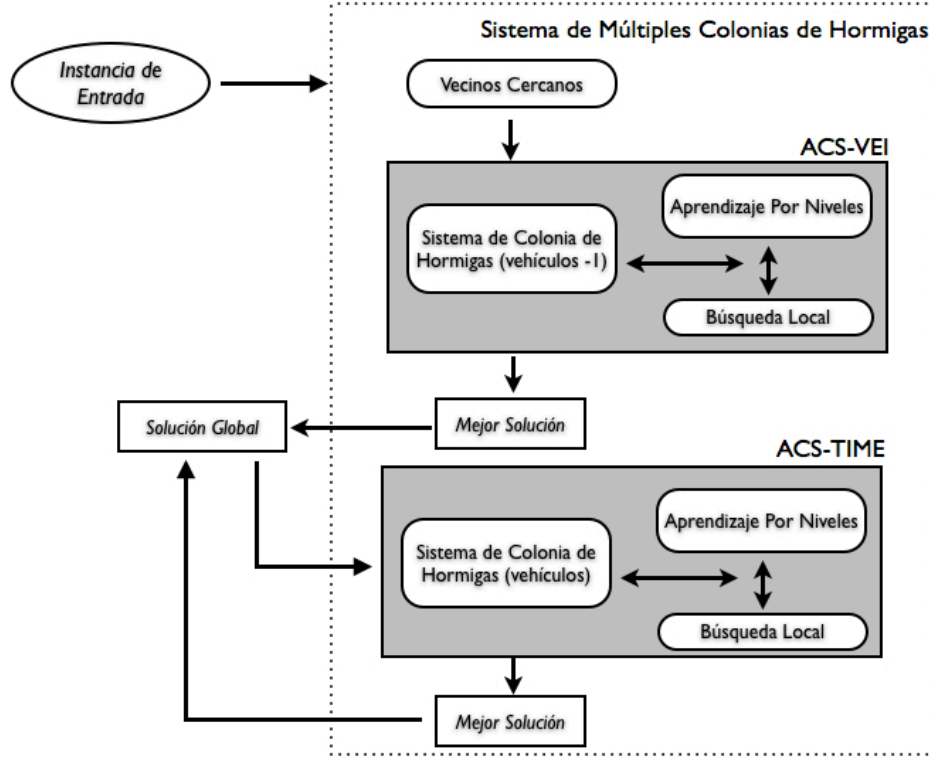 Sistema de Múltiples Colonias de Hormigas
Instancia de
Entrada
Vecinos Cercanos
ACS-VEI
Sistema de Colonia de
Hormigas (vehículos -1)
Aprendizaje Por Niveles
Búsqueda Local
Mejor Solución
Solución Global
ACS-TIME
Sistema de Colonia de
Hormigas (vehículos)
Aprendizaje Por Niveles
Búsqueda Local
Mejor Solución